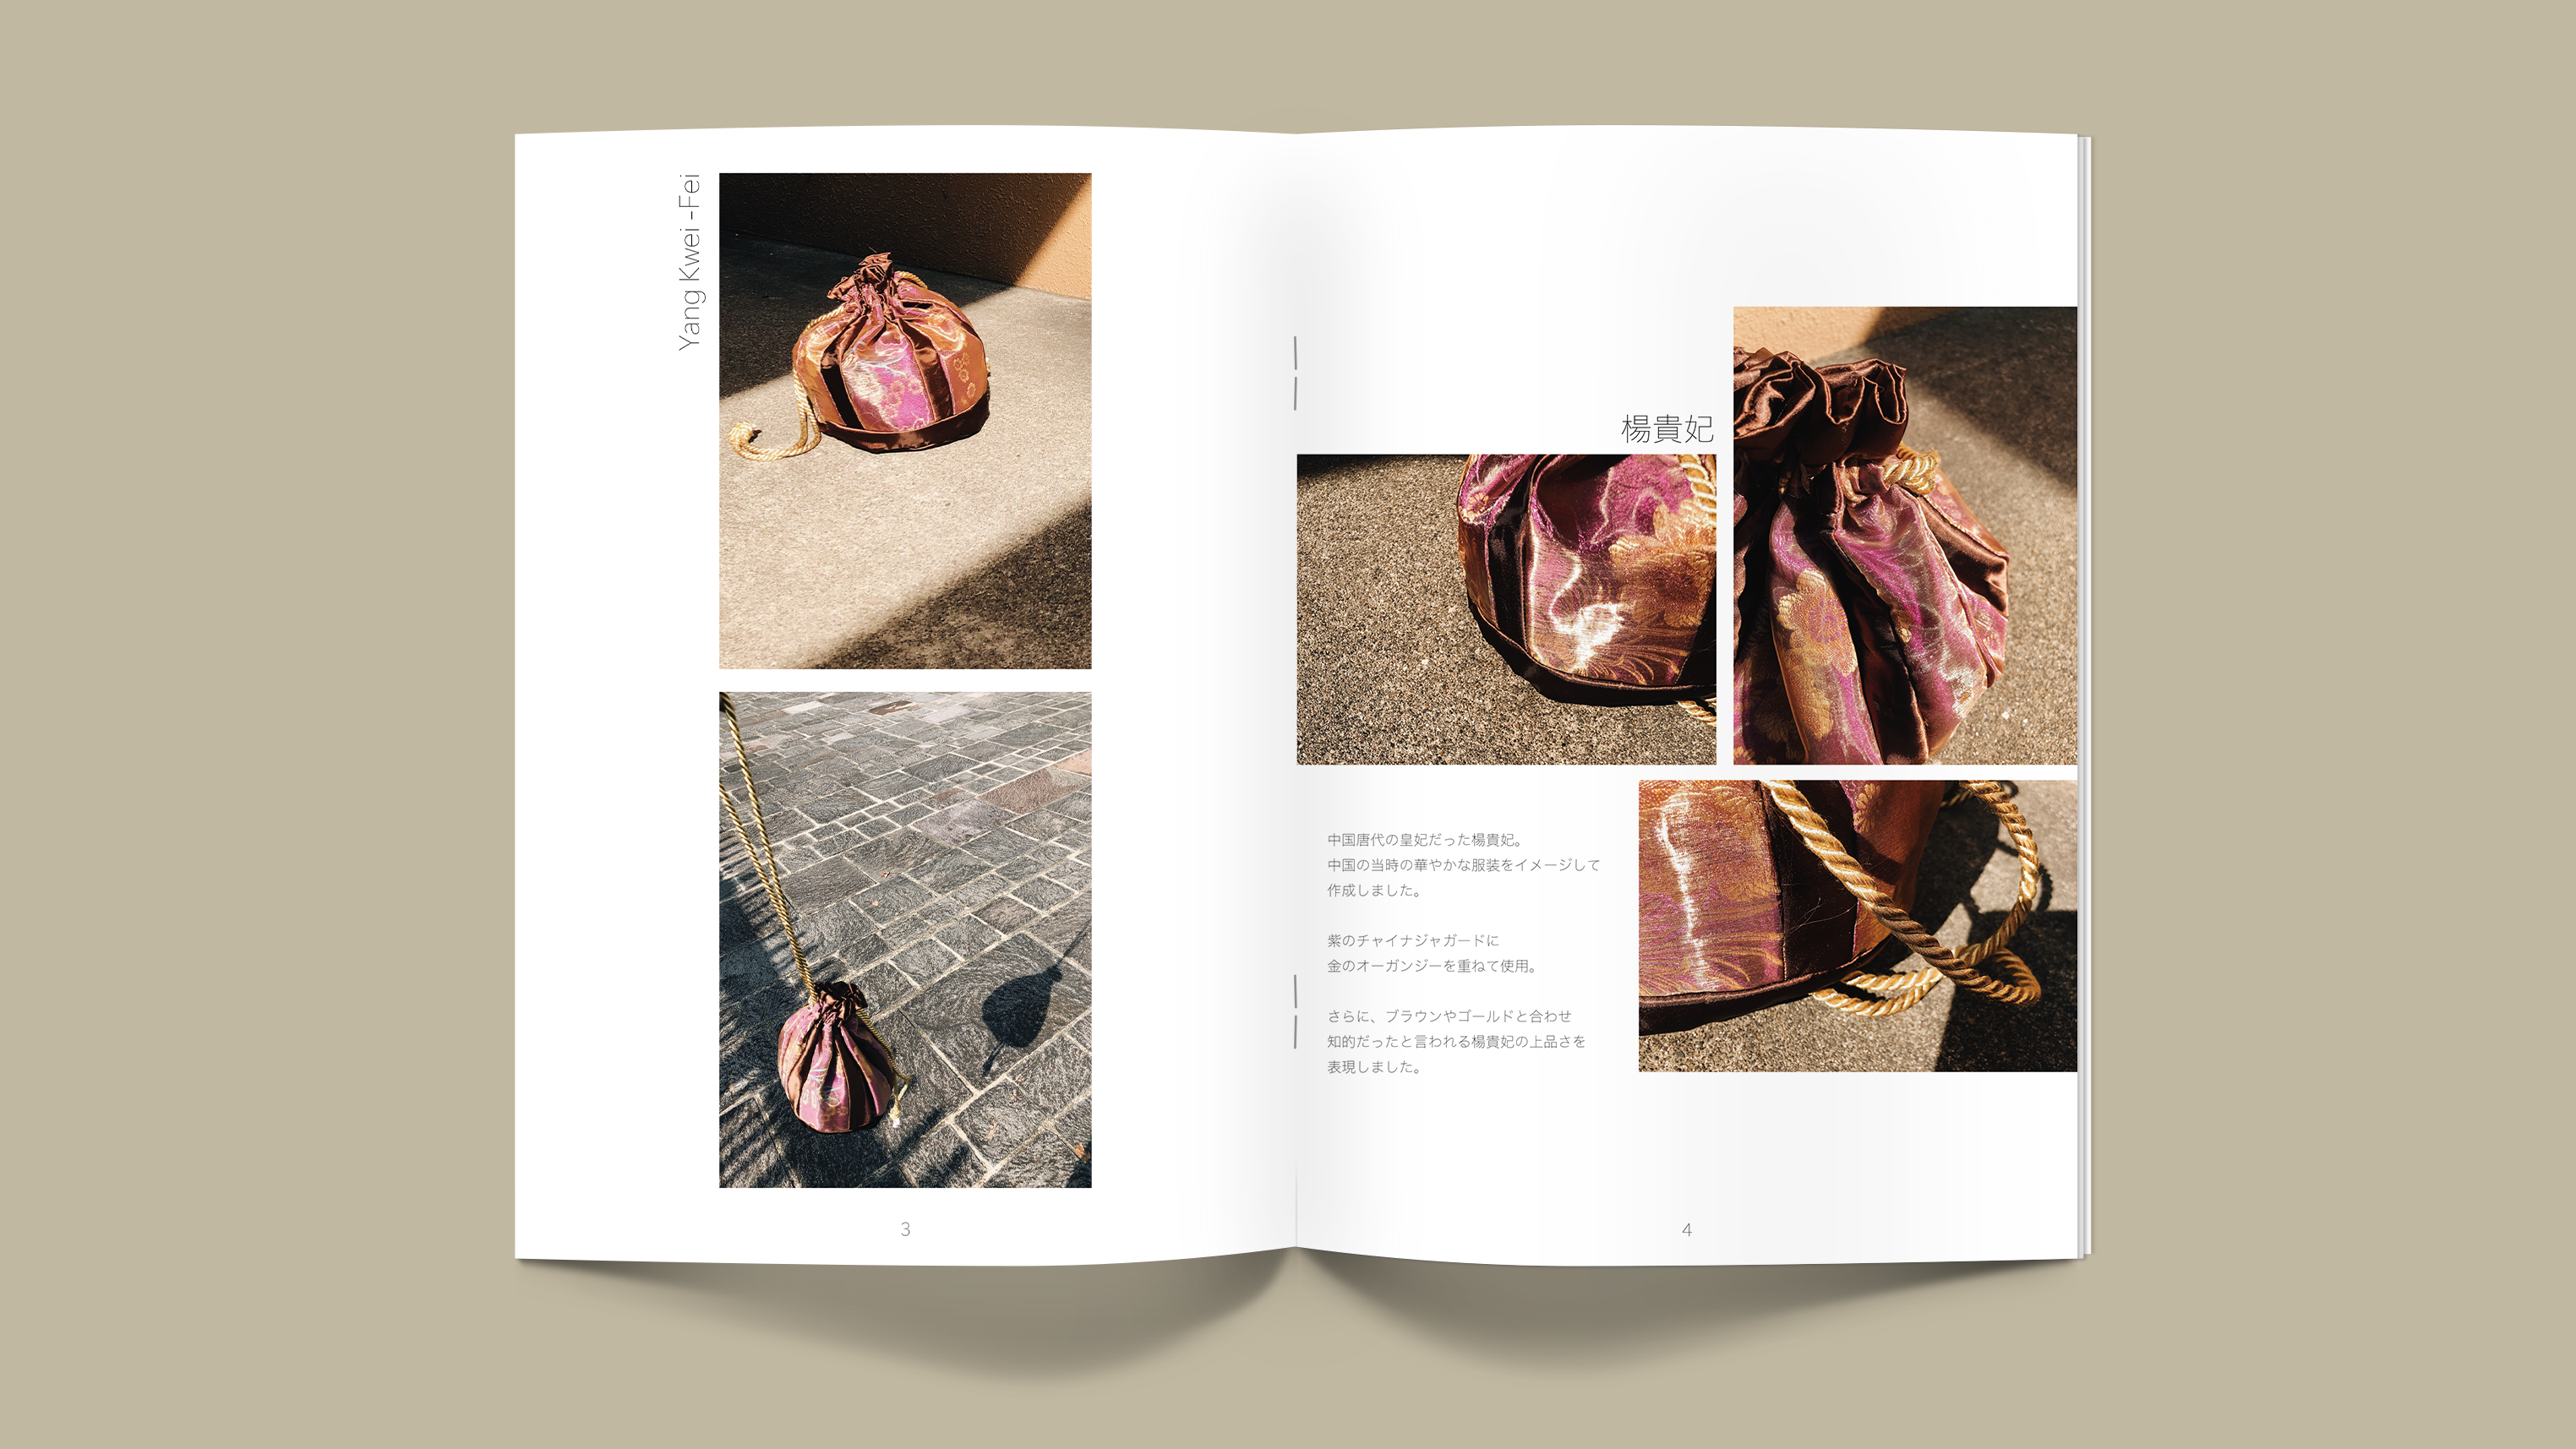 Yang Kwei -Fei
3
楊貴妃
中国唐代の皇妃だった楊貴妃。
中国の当時の華やかな服装をイメージして
作成しました。
紫のチャイナジャガードに
金のオーガンジーを重ねて使用。
さらに、ブラウンやゴールドと合わせ
知的だったと言われる楊貴妃の上品さを
表現しました。
4